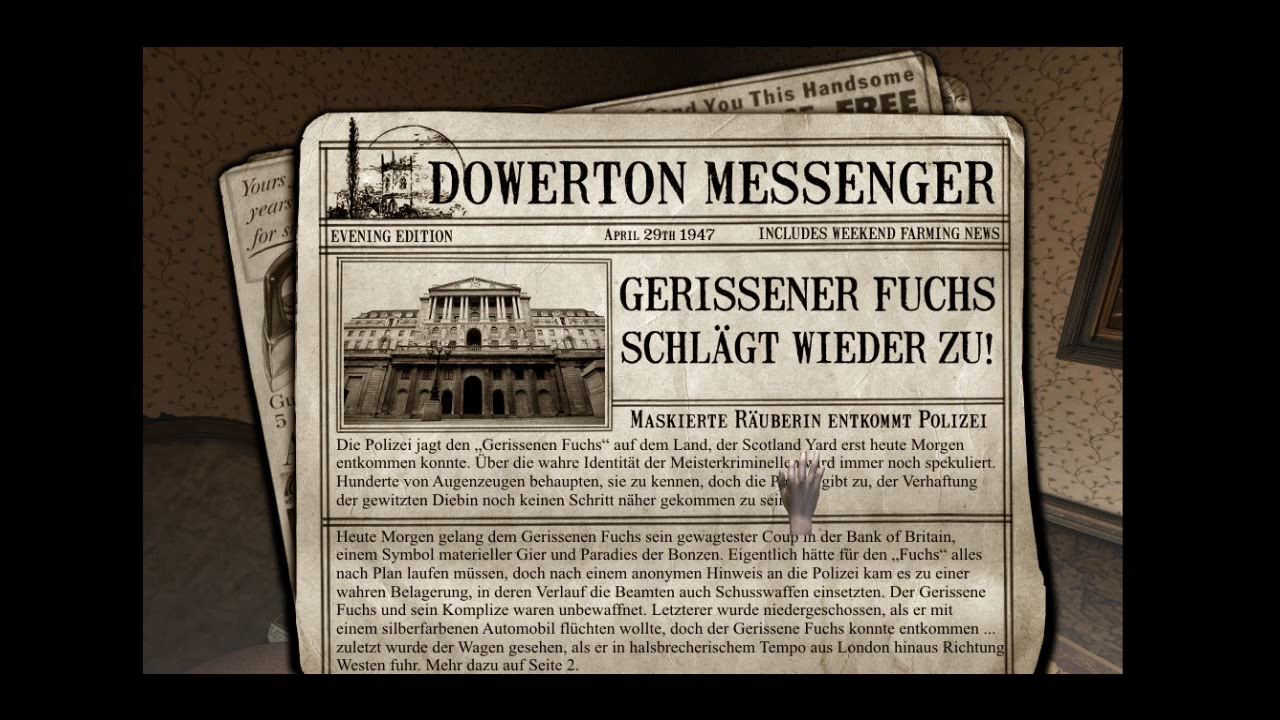 nd You This Handsome
FREE
Yours
years
for s
Gu
5
DOWERTON MESSENGER
EVENING EDITION April 29th 1947 INCLUDES WEEKEND FARMING NEWS
GERISSENER FUCHS
SCHLÄGT WIEDER ZU!
Maskierte Räuberin entkommt Polizei
Die Polizei jagt den „Gerissenen Fuchs“ auf dem Land, der Scotland Yard erst heute Morgen
entkommen konnte. Über die wahre Identität der Meisterkriminellen wird immer noch spekuliert.
Hunderte von Augenzeugen behaupten, sie zu kennen, doch die gibt zu, der Verhaftung
der gewitzten Diebin noch keinen Schritt näher gekommen zu sein
Heute Morgen gelang dem Gerissenen Fuchs sein gewagtester Coup in der Bank of Britain,
einem Symbol materieller Gier und Paradies der Bonzen. Eigentlich hätte für den „Fuchs“ alles
nach Plan laufen müssen, doch nach einem anonymen Hinweis an die Polizei kam es zu einer
wahren Belagerung, in deren Verlauf die Beamten auch Schusswaffen einsetzten. Der Gerissene
Fuchs und sein Komplize waren unbewaffnet. Letzterer wurde niedergeschossen, als er mit
einem silberfarbenen Automobil flüchten wollte, doch der Gerissene Fuchs konnte entkommen ...
zuletzt wurde der Wagen gesehen, als er in halsbrecherischem Tempo aus London hinaus Richtung
Westen fuhr. Mehr dazu auf Seite 2.